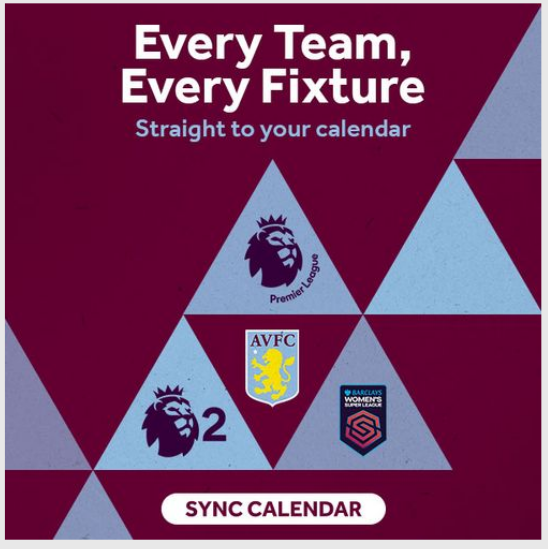 Every Team,
Every Fixture
Straight to your calendar
Premier League
AVFC
2
BARCLAYS
WOMEN'S
SUPER LEAGUE
SYNC CALENDAR